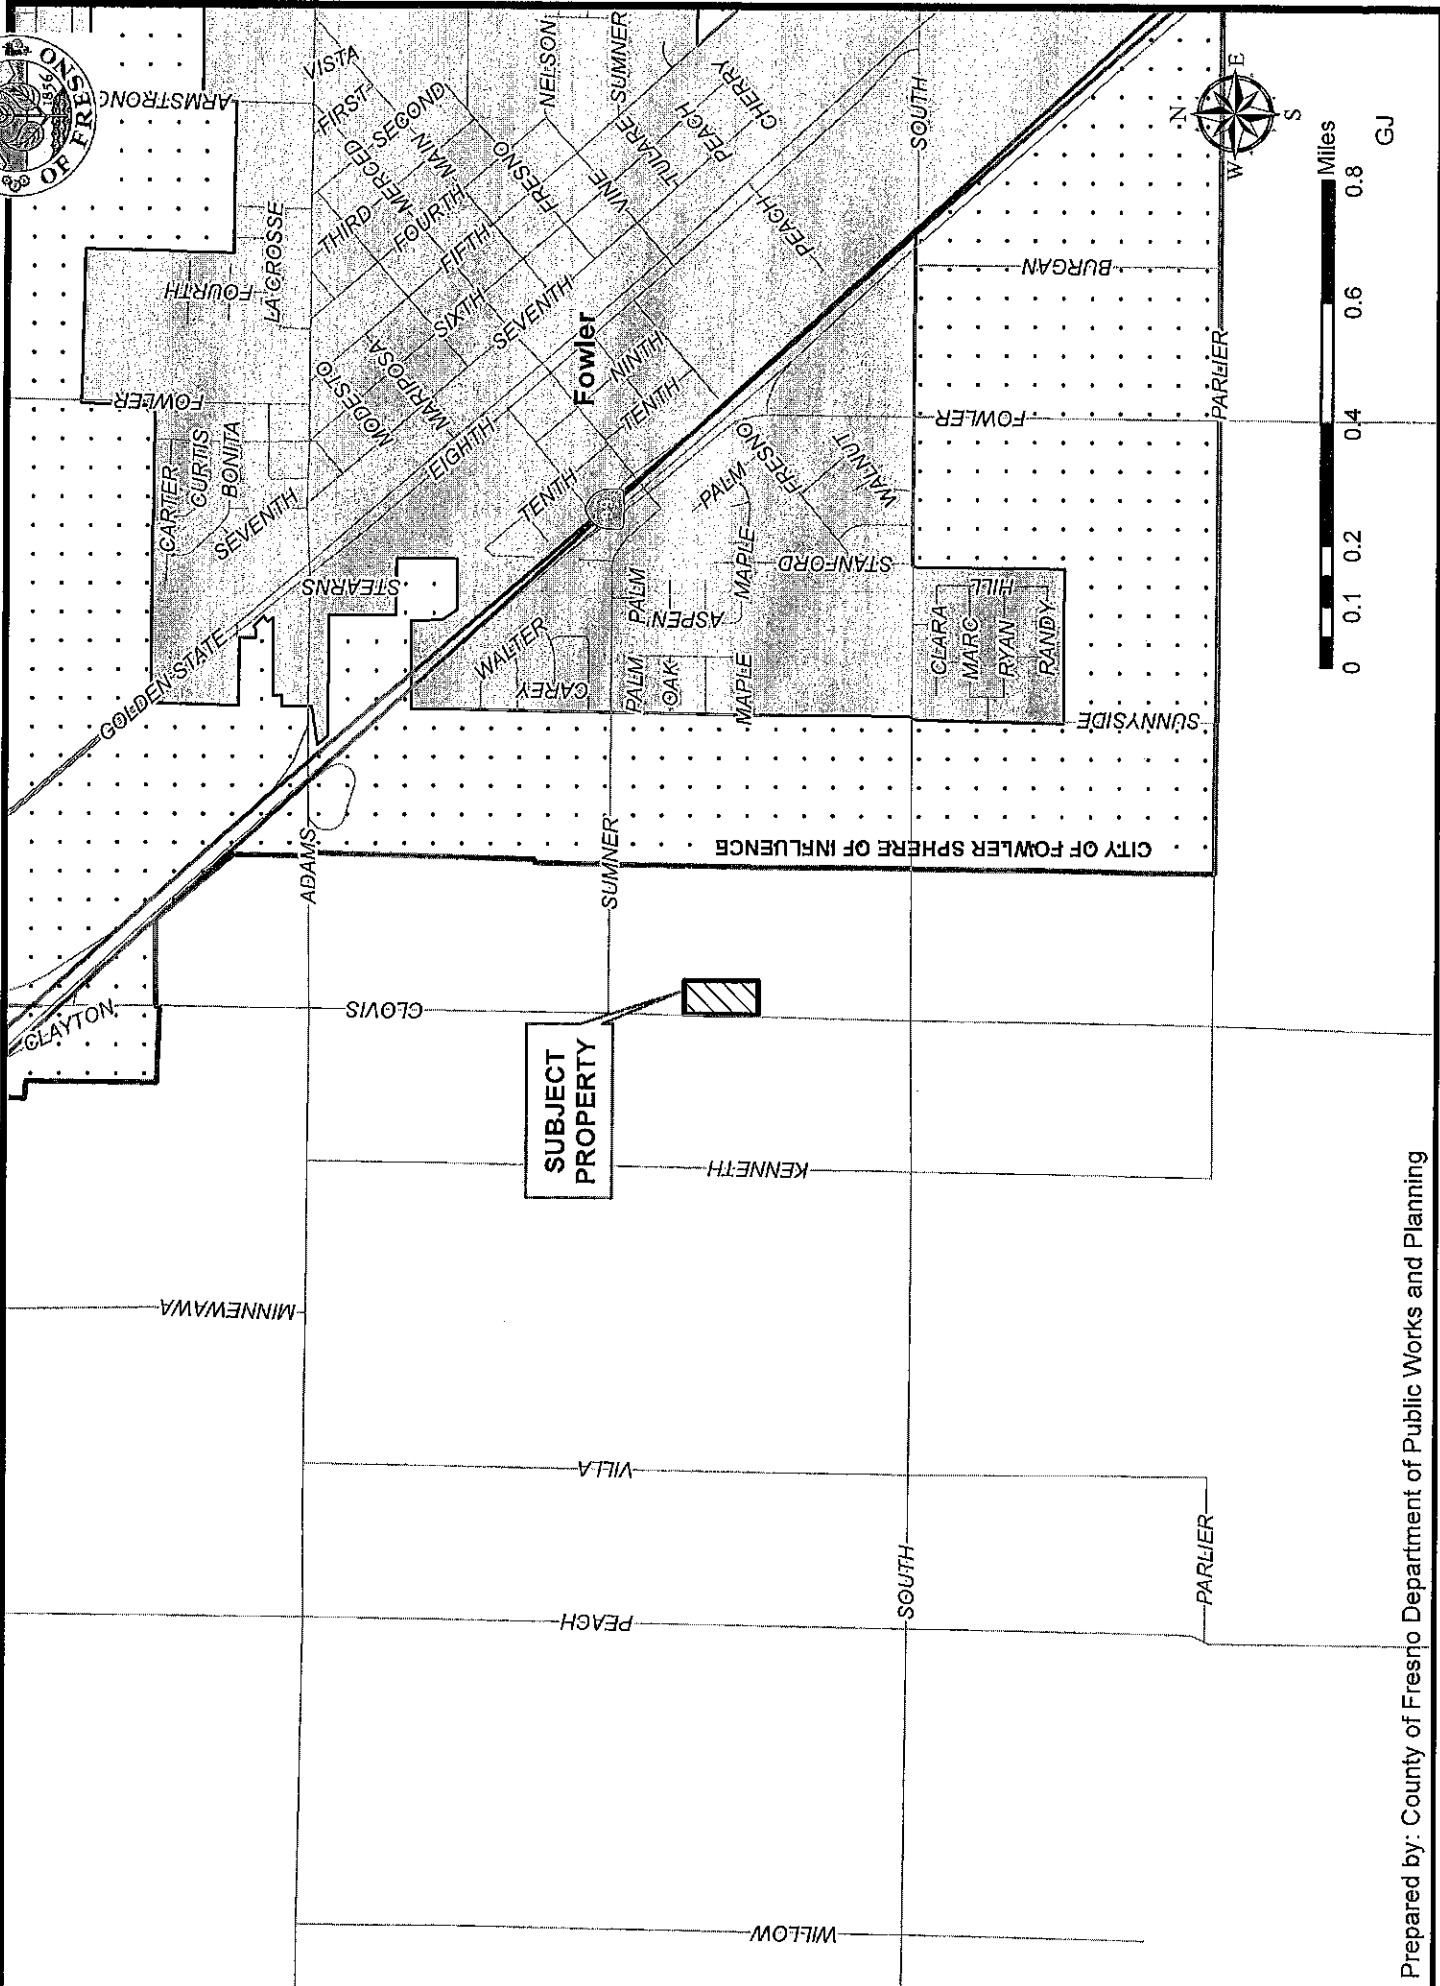 OF FRESNO
1856
ARMSTRONG
VISTA
FIRST
SECOND
MERCED
THIRD
MAIN
FOURTH
FRESNO
FIFTH
NELSON
SUMNER
VINE
TULARE
PEACH
CHERRY
PEACH
SOUTH
LA CROSSE
FOURTH
FOWLER
MODESTO
MARIPOSA
SIXTH
SEVENTH
EIGHTH
Fowler
NINTH
TENTH
TENTH
CARTER
CURTIS
BONITA
SEVENTH
STEARNS
GOLDEN STATE
WALTER
CAREY
PALM
PALM
OAK
ASPEN
MAPLE
MAPLE
PALM
FRESNO
WALNUT
STANFORD
FOWLER
BURGAN
PARLIER
CLARA
MARC
RYAN
RANDY
HILL
SUNNYSIDE
CITY OF FOWLER SPHERE OF INFLUENCE
ADAMS
SUMNER
CLAYTON
CLOVIS
SUBJECT
PROPERTY
KENNETH
MINNEWAWA
VILLA
PEACH
SOUTH
PARLIER
WILLOW
N
E
S
W
Miles
0 0.1 0.2 0.4 0.6 0.8
GJ
Prepared by: County of Fresno Department of Public Works and Planning